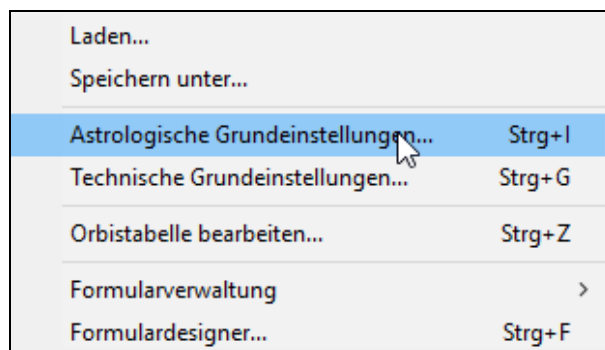 Laden...
Speichern unter...
Astrologische Grundeinstellungen... Strg+I
Technische Grundeinstellungen... Strg+G
Orbistabelle bearbeiten... Strg+Z
Formularverwaltung
Formulardesigner... Strg+F